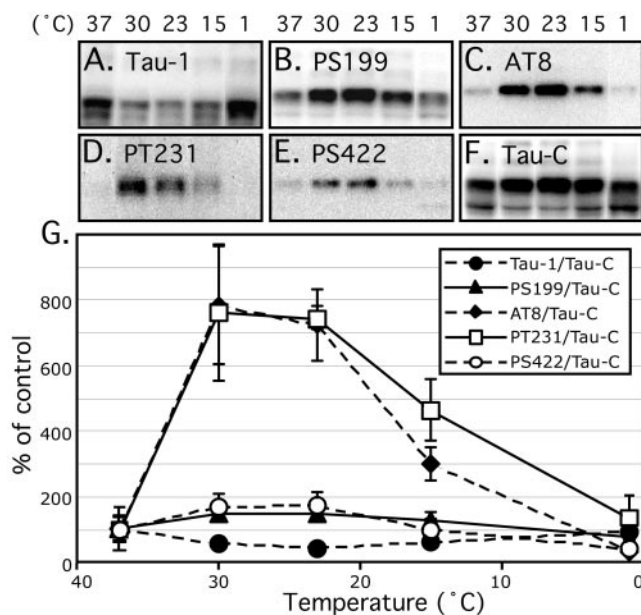 (˚C) 37 30 23 15 1 37 30 23 15 1 37 30 23 15 1
A. Tau-1
B. PS199
C. AT8
D. PT231
E. PS422
F. Tau-C
G.
% of control
800
600
400
200
0
Tau-1/Tau-C
PS199/Tau-C
AT8/Tau-C
PT231/Tau-C
PS422/Tau-C
40 30 20 10 0
Temperature (˚C)